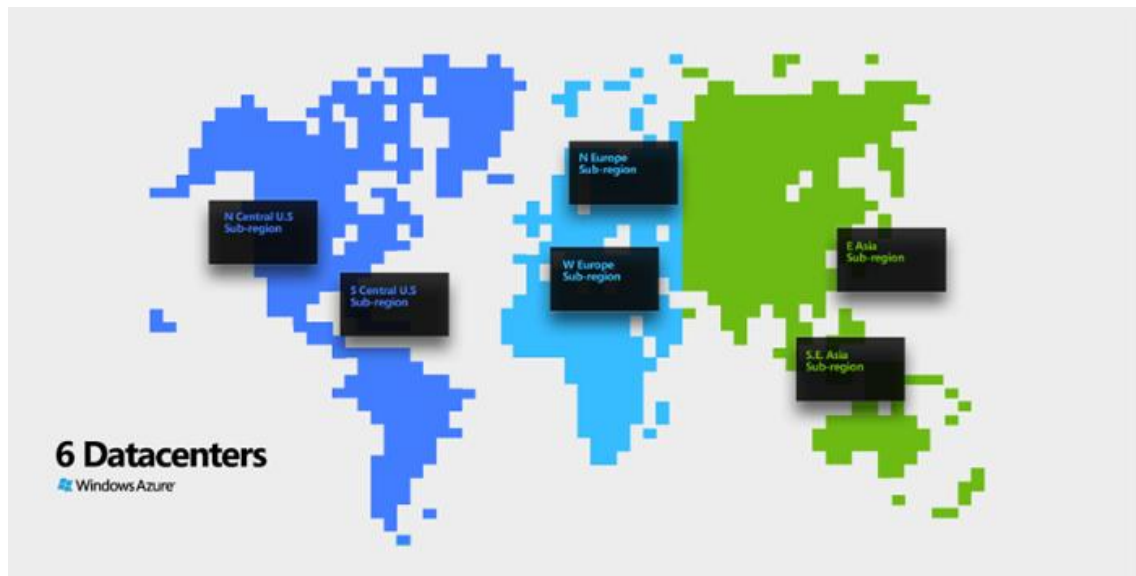 N Europe
Sub-region
N Central U.S
Sub-region
E Asia
Sub-region
W Europe
Sub-region
S Central U.S
Sub-region
S.E. Asia
Sub-region
6 Datacenters
Windows Azure